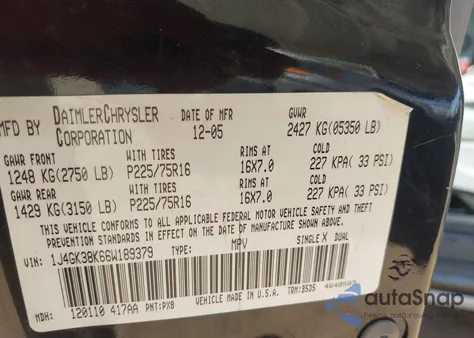 MFD BY DAIMLERCHRYSLER CORPORATION DATE OF MFR 12-05 GVWR 2427 KG(05350 LB)
GAWR FRONT WITH TIRES RIMS AT COLD
1248 KG(2750 LB) P225/75R16 16X7.0 227 KPA( 33 PSI)
GAWR REAR WITH TIRES RIMS AT COLD
1429 KG(3150 LB) P225/75R16 16X7.0 227 KPA( 33 PSI)
THIS VEHICLE CONFORMS TO ALL APPLICABLE FEDERAL MOTOR VEHICLE SAFETY AND THEFT
PREVENTION STANDARDS IN EFFECT ON THE DATE OF MANUFACTURE SHOWN ABOVE.
VIN: 1J4GK38K66W109379 TYPE: MPV SINGLE X DUAL
MDH: 120110 417AA PNT:PX8 VEHICLE MADE IN U.S.A. TRM:BSD5
autoSnap